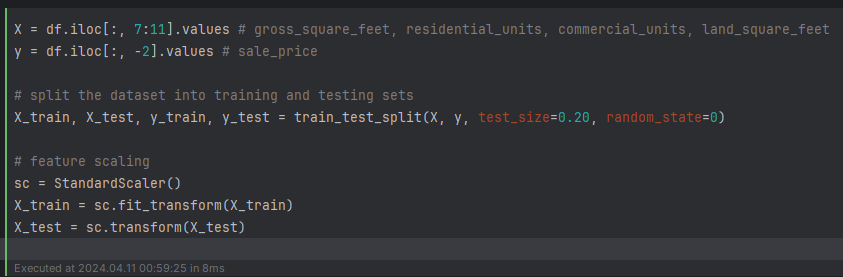 X = df.iloc[:, 7:11].values # gross_square_feet, residential_units, commercial_units, land_square_feet
y = df.iloc[:, -2].values # sale_price
# split the dataset into training and testing sets
X_train, X_test, y_train, y_test = train_test_split(X, y, test_size=0.20, random_state=0)
# feature scaling
sc = StandardScaler()
X_train = sc.fit_transform(X_train)
X_test = sc.transform(X_test)
Executed at 2024.04.11 00:59:25 in 8ms